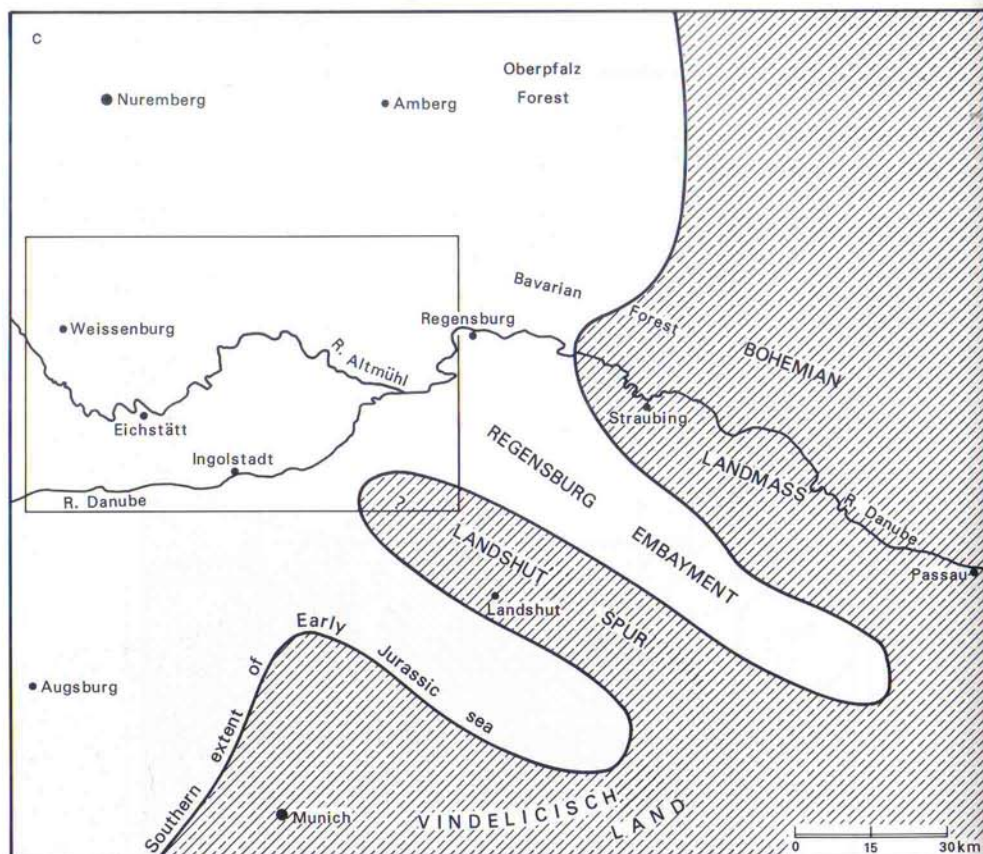 C
Oberpfalz
Forest
Nuremberg
Amberg
Bavarian
Forest
Weissenburg
Regensburg
R. Altmühl
BOHEMIAN
Eichstätt
Straubing
Ingolstadt
REGENSBURG
LANDMASS
R. Danube
R. Danube
?
LANDSHUT
EMBAYMENT
Passau
Landshut
SPUR
Early
Jurassic
sea
Southern extent of
Augsburg
Munich
VINDELICISCH
LAND
0 15 30km